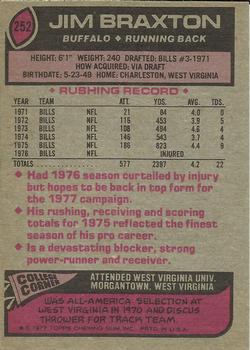 252
JIM BRAXTON
BUFFALO • RUNNING BACK
HEIGHT: 6'1" WEIGHT: 240 DRAFTED: BILLS #3-1971
HOW ACQUIRED: VIA DRAFT
BIRTHDATE: 5-23-49 HOME: CHARLESTON, WEST VIRGINIA
• RUSHING RECORD •
YEAR TEAM ATT. YDS. AVG. TDS.
1971 BILLS NFL 21 84 4.0 0
1972 BILLS NFL 116 453 3.9 5
1973 BILLS NFL 108 494 4.6 4
1974 BILLS NFL 146 543 3.7 4
1975 BILLS NFL 186 823 4.4 9
1976 BILLS NFL INJURED
TOTALS 577 2397 4.2 22
◆ Had 1976 season curtailed by injury
but hopes to be back in top form for
the 1977 campaign.
◆ His rushing, receiving and scoring
totals for 1975 reflected the finest
season of his pro career.
◆ Is a devastating blocker, strong
power-runner and receiver.
COLLEGE
CORNER
ATTENDED WEST VIRGINIA UNIV.
MORGANTOWN, WEST VIRGINIA
WAS ALL-AMERICA SELECTION AT
WEST VIRGINIA IN 1970 AND DISCUS
THROWER FOR TRACK TEAM.
© 1977 TOPPS CHEWING GUM, INC. PRTD. IN U.S.A.